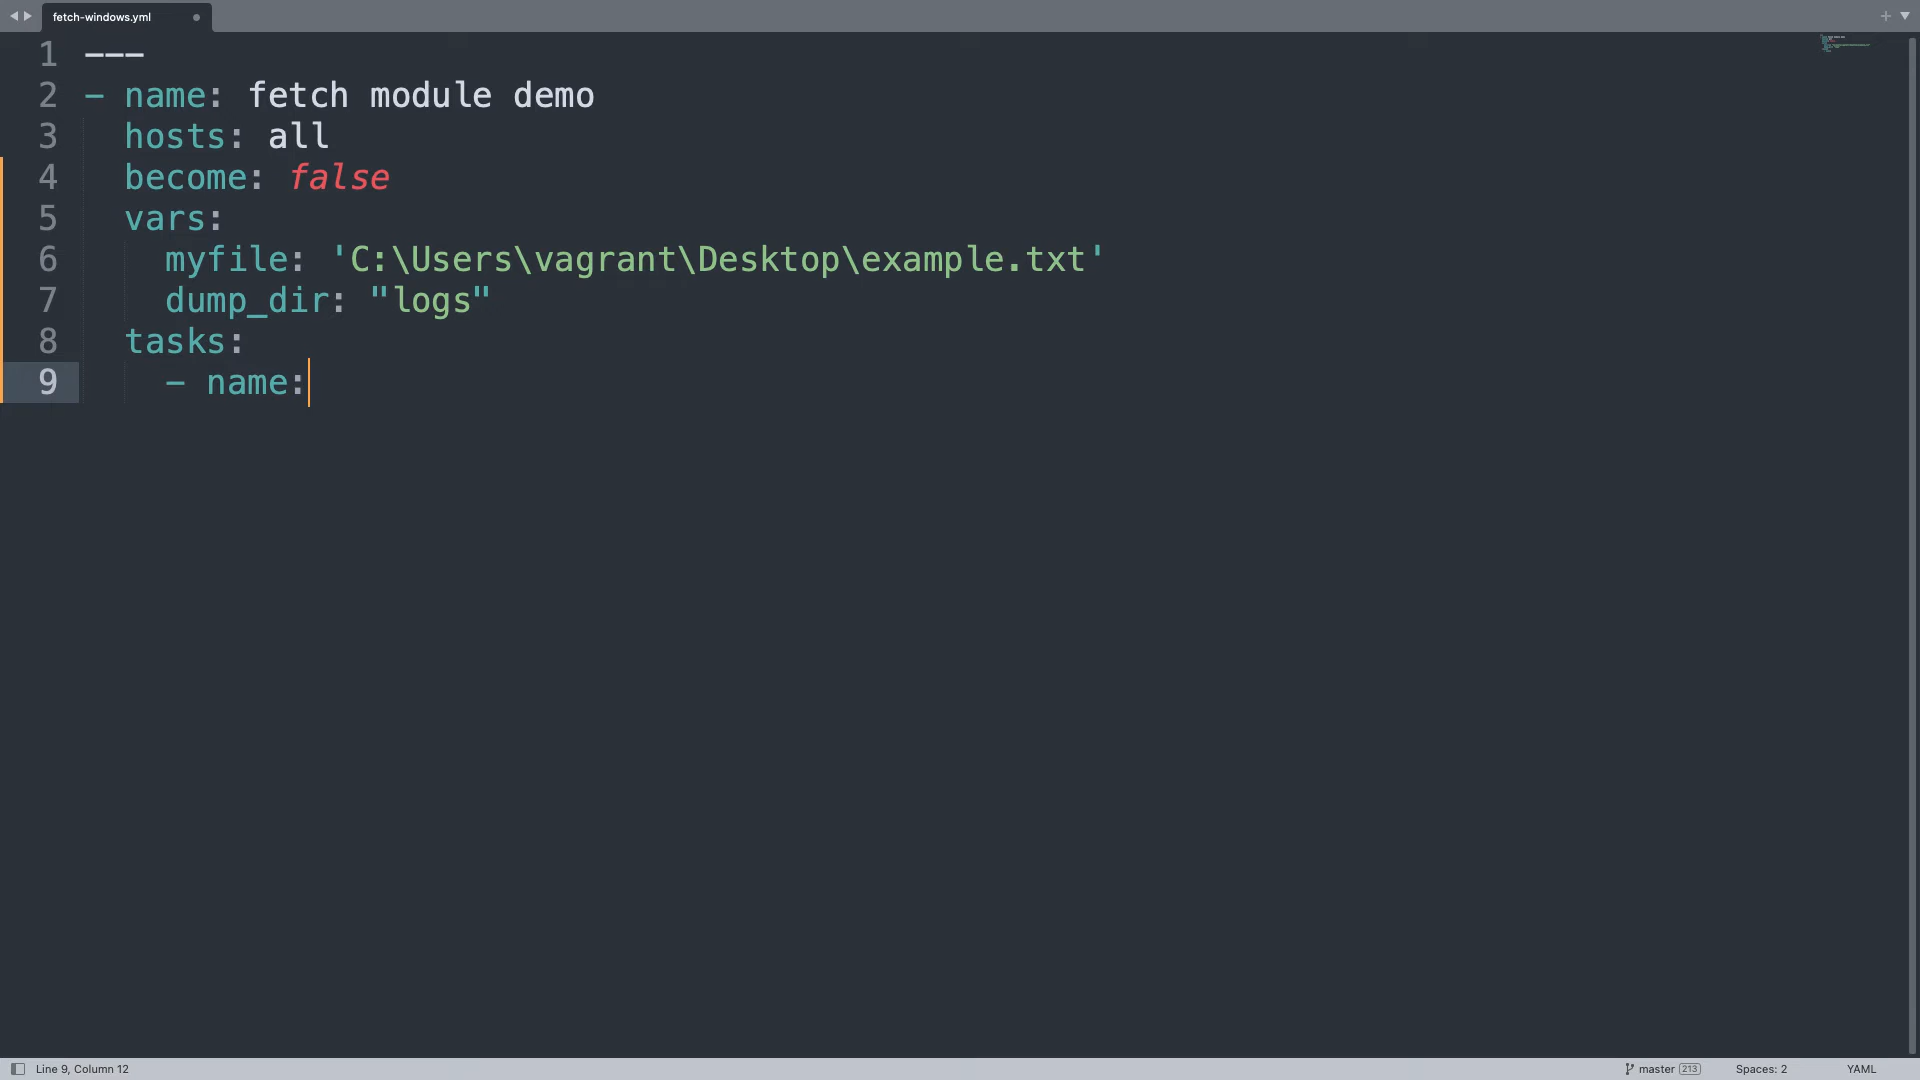 fetch-windows.yml
1 ---
2 - name: fetch module demo
3 hosts: all
4 become: false
5 vars:
6 myfile: 'C:\Users\vagrant\Desktop\example.txt'
7 dump_dir: "logs"
8 tasks:
9 - name:
Line 9, Column 12
master 213
Spaces: 2
YAML